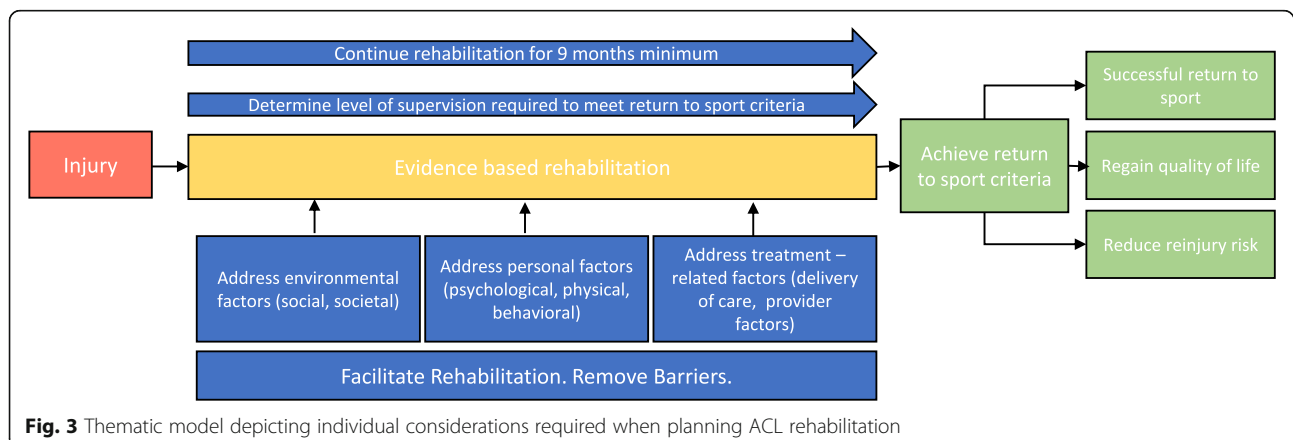 Continue rehabilitation for 9 months minimum
Determine level of supervision required to meet return to sport criteria
Injury
Evidence based rehabilitation
Achieve return
to sport criteria
Successful return to
sport
Regain quality of life
Reduce reinjury risk
Address environmental
factors (social, societal)
Address personal factors
(psychological, physical,
behavioral)
Address treatment –
related factors (delivery
of care, provider
factors)
Facilitate Rehabilitation. Remove Barriers.
Fig. 3 Thematic model depicting individual considerations required when planning ACL rehabilitation